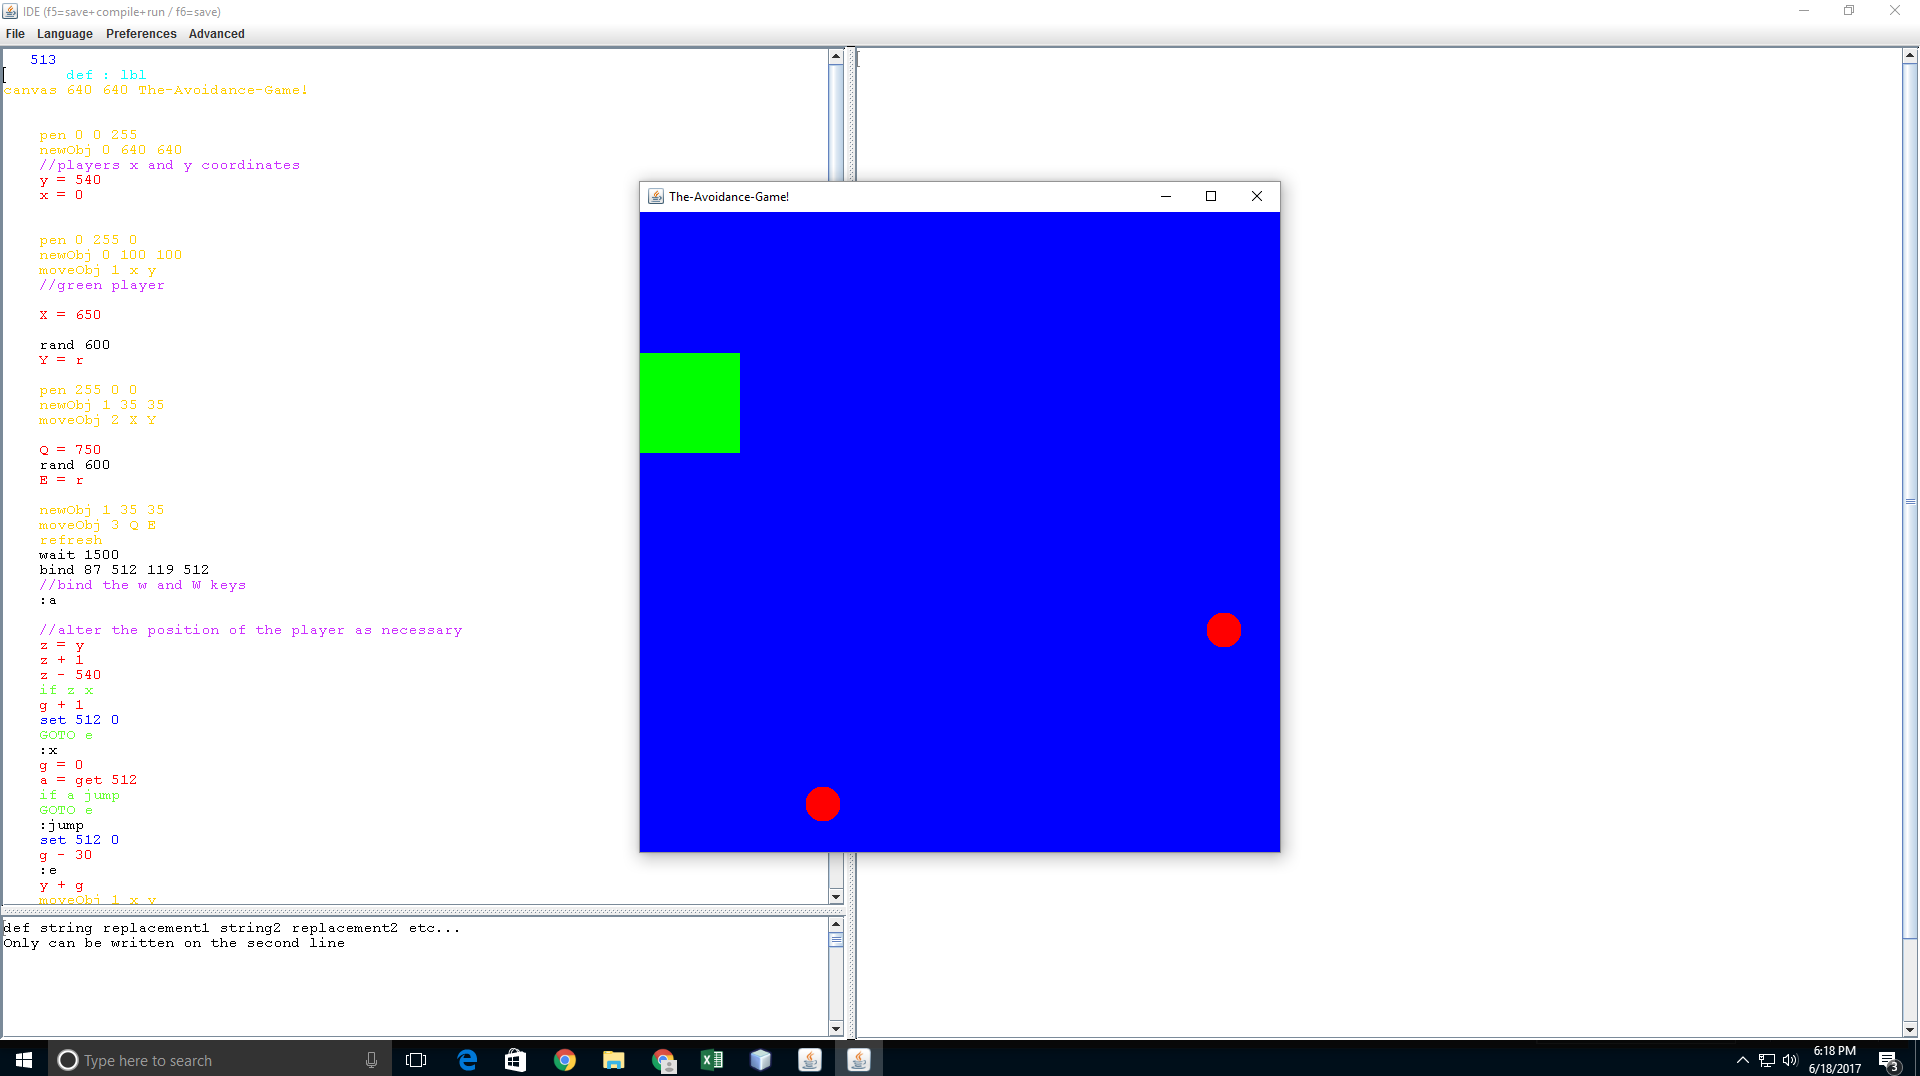 IDE (f5=save+compile+run / f6=save)
File Language Preferences Advanced
513
def : lbl
canvas 640 640 The-Avoidance-Game!
pen 0 0 255
newObj 0 640 640
//players x and y coordinates
y = 540
x = 0
pen 0 255 0
newObj 0 100 100
moveObj 1 x y
//green player
X = 650
rand 600
Y = r
pen 255 0 0
newObj 1 35 35
moveObj 2 X Y
Q = 750
rand 600
E = r
newObj 1 35 35
moveObj 3 Q E
refresh
wait 1500
bind 87 512 119 512
//bind the w and W keys
:a
//alter the position of the player as necessary
z = y
z + 1
z - 540
if z x
g + 1
set 512 0
GOTO e
:x
g = 0
a = get 512
if a jump
GOTO e
:jump
set 512 0
g - 30
:e
y + g
moveObj 1 x y
The-Avoidance-Game!
def string replacement1 string2 replacement2 etc...
Only can be written on the second line
Type here to search
6:18 PM
6/18/2017
3